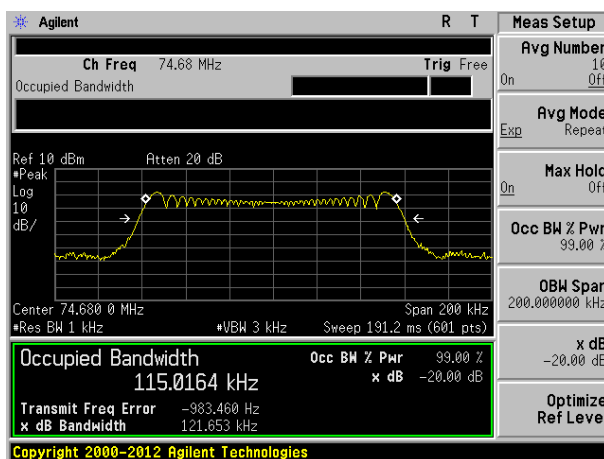 Agilent R T
Ch Freq 74.68 MHz Trig Free
Occupied Bandwidth
Ref 10 dBm Atten 20 dB
#Peak
Log
10
dB/
Center 74.680 0 MHz Span 200 kHz
#Res BW 1 kHz #VBW 3 kHz Sweep 191.2 ms (601 pts)
Occupied Bandwidth
115.0164 kHz
Occ BW % Pwr 99.00 %
x dB -20.00 dB
Transmit Freq Error -983.460 Hz
x dB Bandwidth 121.653 kHz
Copyright 2000-2012 Agilent Technologies
Meas Setup
Avg Number
10
On Off
Avg Mode
Exp Repeat
Max Hold
On Off
Occ BW % Pwr
99.00 %
OBW Span
200.000000 kHz
x dB
-20.00 dB
Optimize
Ref Level